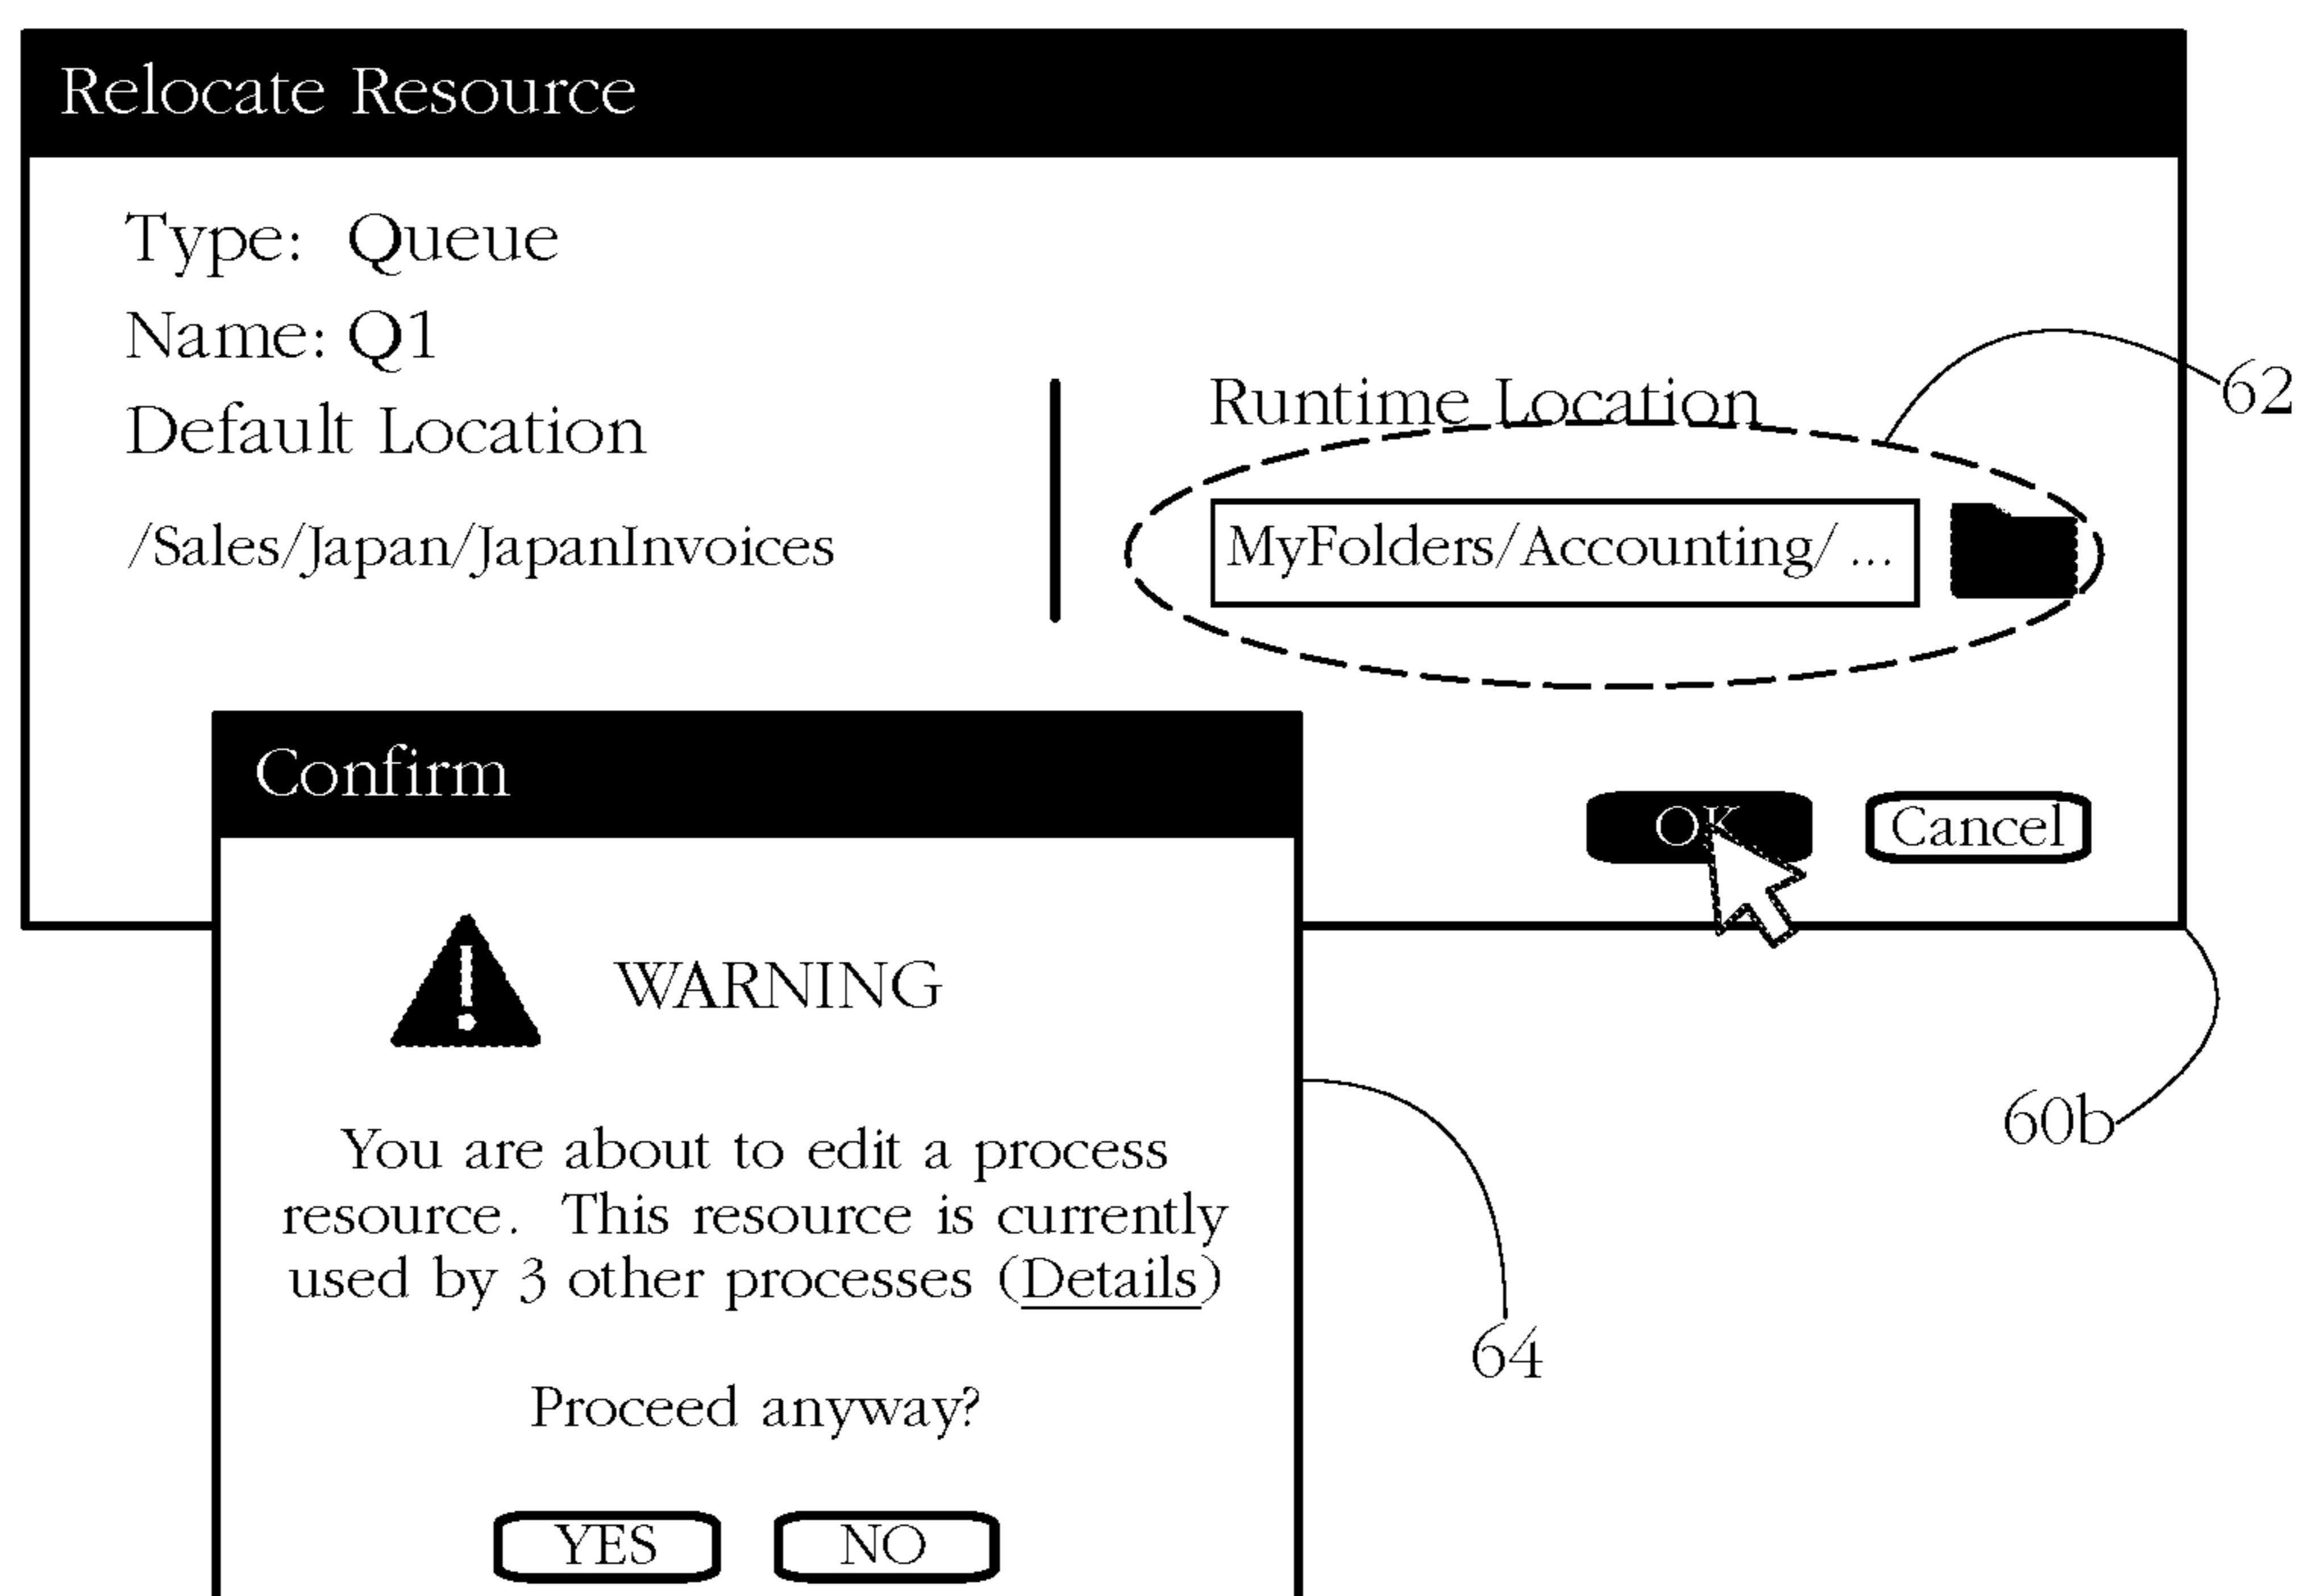 Relocate Resource
Type: Queue
Name: Q1
Default Location
/Sales/Japan/JapanInvoices
Runtime Location
MyFolders/Accounting/ ...
62
OK
Cancel
60b
Confirm
WARNING
You are about to edit a process
resource. This resource is currently
used by 3 other processes (Details)
Proceed anyway?
YES
NO
64